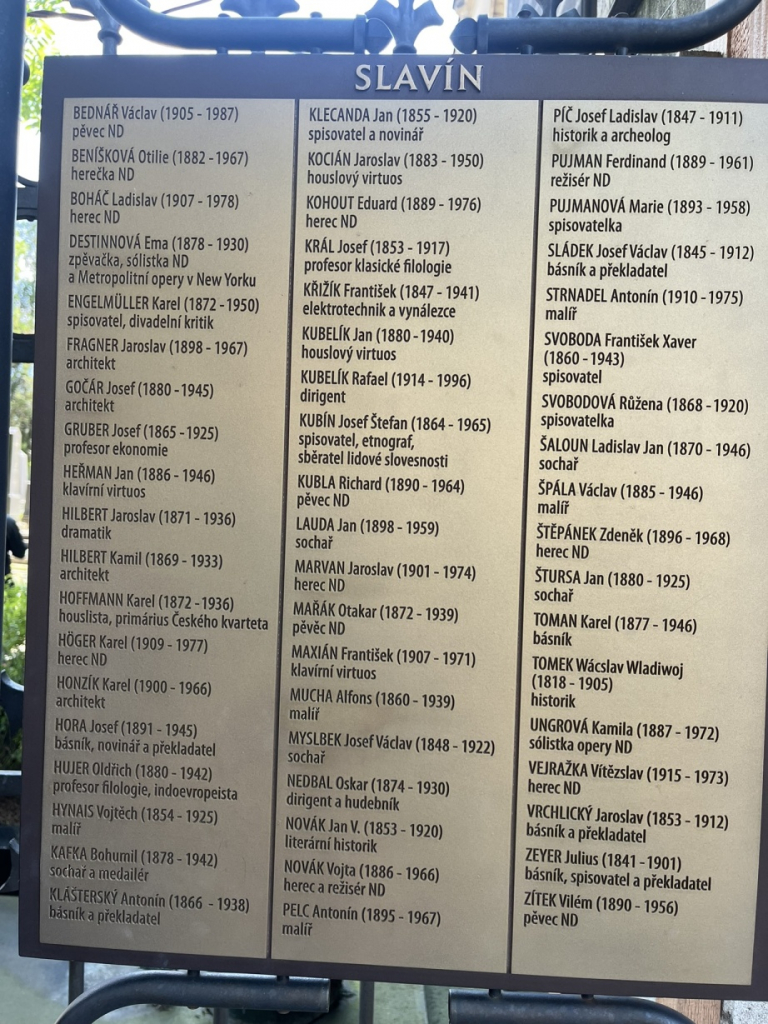 SLAVÍN
BEDNÁŘ Václav (1905 - 1987)
pěvec ND
BENÍŠKOVÁ Otilie (1882 - 1967)
herečka ND
BOHÁČ Ladislav (1907 - 1978)
herec ND
DESTINNOVÁ Ema (1878 - 1930)
zpěvačka, sólistka ND
a Metropolitní opery v New Yorku
ENGELMÜLLER Karel (1872 - 1950)
spisovatel, divadelní kritik
FRAGNER Jaroslav (1898 - 1967)
architekt
GOČÁR Josef (1880 - 1945)
architekt
GRUBER Josef (1865 - 1925)
profesor ekonomie
HEŘMAN Jan (1886 - 1946)
klavírní virtuos
HILBERT Jaroslav (1871 - 1936)
dramatik
HILBERT Kamil (1869 - 1933)
architekt
HOFFMANN Karel (1872 - 1936)
houslista, primárius Českého kvarteta
HÖGER Karel (1909 - 1977)
herec ND
HONZÍK Karel (1900 - 1966)
architekt
HORA Josef (1891 - 1945)
básník, novinář a překladatel
HUJER Oldřich (1880 - 1942)
profesor filologie, indoevropeista
HYNAIS Vojtěch (1854 - 1925)
malíř
KAFKA Bohumil (1878 - 1942)
sochař a medailér
KLÁŠTERSKÝ Antonín (1866 - 1938)
básník a překladatel
KLECANDA Jan (1855 - 1920)
spisovatel a novinář
KOCIÁN Jaroslav (1883 - 1950)
houslový virtuos
KOHOUT Eduard (1889 - 1976)
herec ND
KRÁL Josef (1853 - 1917)
profesor klasické filologie
KŘIŽÍK František (1847 - 1941)
elektrotechnik a vynálezce
KUBELÍK Jan (1880 - 1940)
houslový virtuos
KUBELÍK Rafael (1914 - 1996)
dirigent
KUBÍN Josef Štefan (1864 - 1965)
spisovatel, etnograf,
sběratel lidové slovesnosti
KUBLA Richard (1890 - 1964)
pěvec ND
LAUDA Jan (1898 - 1959)
sochař
MARVAN Jaroslav (1901 - 1974)
herec ND
MAŘÁK Otakar (1872 - 1939)
pěvěc ND
MAXIÁN František (1907 - 1971)
klavírní virtuos
MUCHA Alfons (1860 - 1939)
malíř
MYSLBEK Josef Václav (1848 - 1922)
sochař
NEDBAL Oskar (1874 - 1930)
dirigent a hudebník
NOVÁK Jan V. (1853 - 1920)
literární historik
NOVÁK Vojta (1886 - 1966)
herec a režisér ND
PELC Antonín (1895 - 1967)
malíř
PÍČ Josef Ladislav (1847 - 1911)
historik a archeolog
PUJMAN Ferdinand (1889 - 1961)
režisér ND
PUJMANOVÁ Marie (1893 - 1958)
spisovatelka
SLÁDEK Josef Václav (1845 - 1912)
básník a překladatel
STRNADEL Antonín (1910 - 1975)
malíř
SVOBODA František Xaver
(1860 - 1943)
spisovatel
SVOBODOVÁ Růžena (1868 - 1920)
spisovatelka
ŠALOUN Ladislav Jan (1870 - 1946)
sochař
ŠPÁLA Václav (1885 - 1946)
malíř
ŠTĚPÁNEK Zdeněk (1896 - 1968)
herec ND
ŠTURSA Jan (1880 - 1925)
sochař
TOMAN Karel (1877 - 1946)
básník
TOMEK Wácslav Wladiwoj
(1818 - 1905)
historik
UNGROVÁ Kamila (1887 - 1972)
sólistka opery ND
VEJRAŽKA Vítězslav (1915 - 1973)
herec ND
VRCHLICKÝ Jaroslav (1853 - 1912)
básník a překladatel
ZEYER Julius (1841 - 1901)
básník, spisovatel a překladatel
ZÍTEK Vilém (1890 - 1956)
pěvec ND